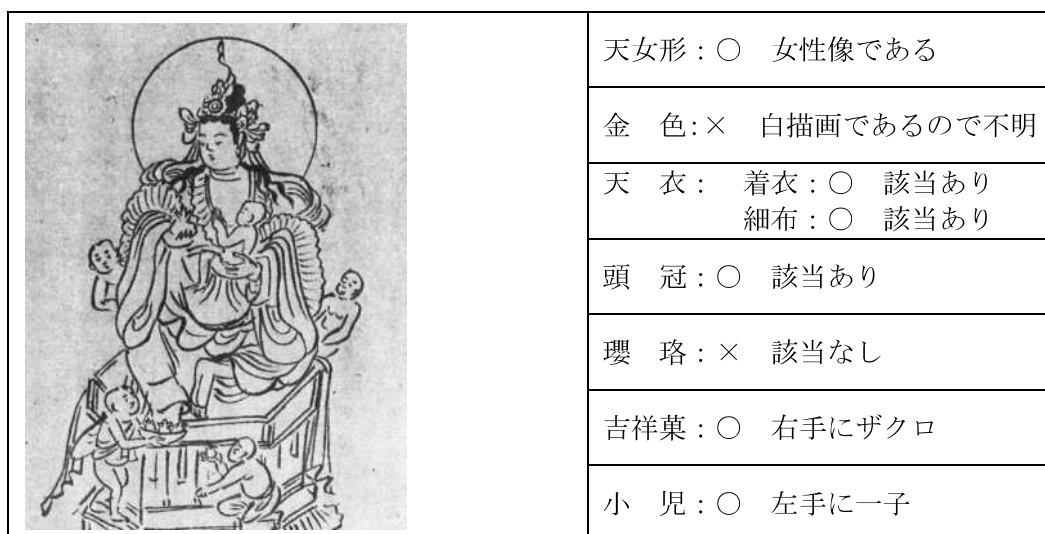 天女形：○　女性像である
金　色：×　白描画であるので不明
天　衣：　着衣：○　該当あり
細布：○　該当あり
頭　冠：○　該当あり
瓔　珞：×　該当なし
吉祥菓：○　右手にザクロ
小　児：○　左手に一子